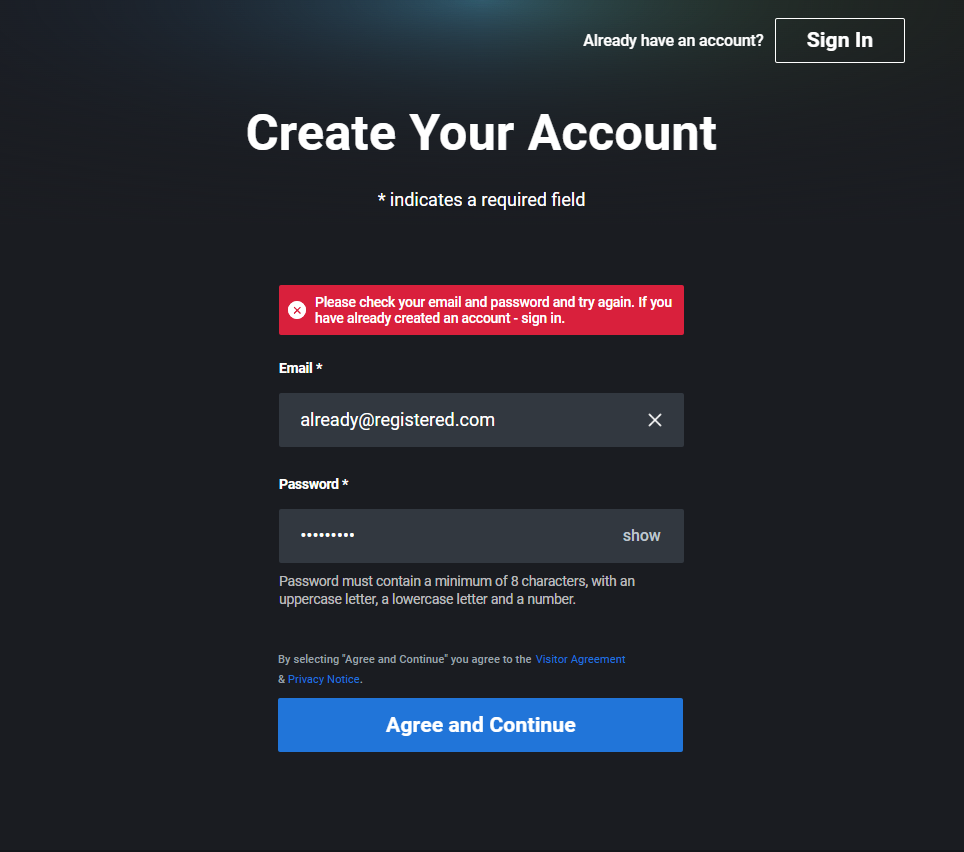 Already have an account? Sign In
Create Your Account
* indicates a required field
Please check your email and password and try again. If you
have already created an account - sign in.
Email *
already@registered.com
Password *
••••••••• show
Password must contain a minimum of 8 characters, with an
uppercase letter, a lowercase letter and a number.
By selecting "Agree and Continue" you agree to the Visitor Agreement
& Privacy Notice.
Agree and Continue